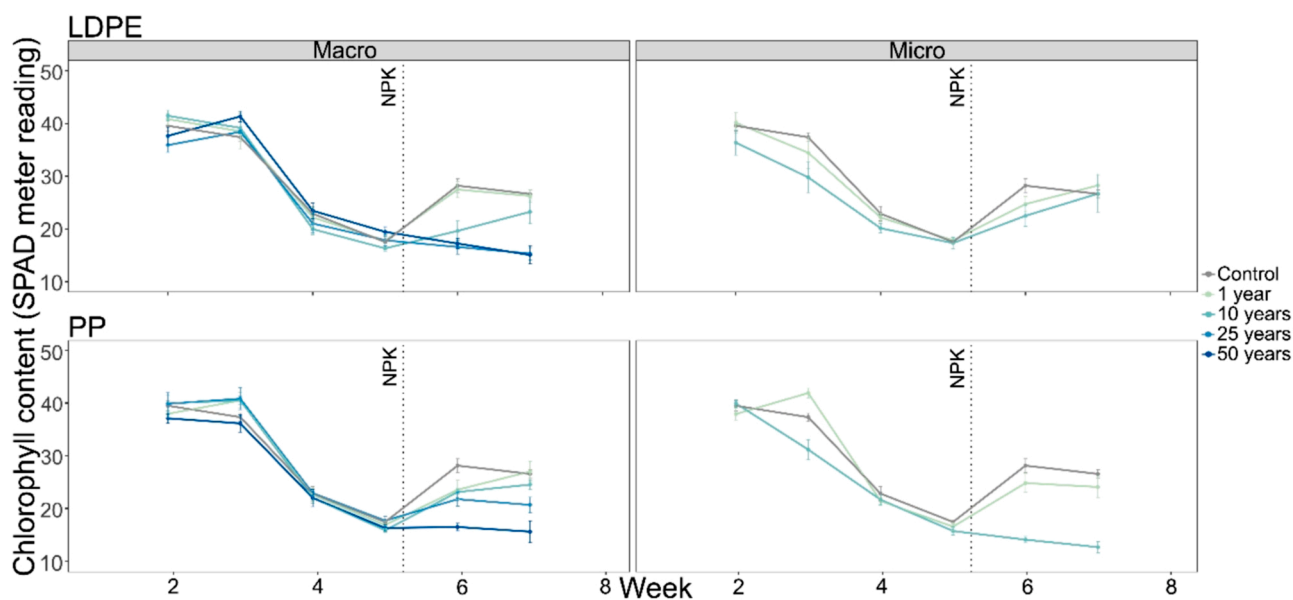 LDPE
Macro
Micro
Chlorophyll content (SPAD meter reading)
50
40
30
20
10
NPK
NPK
Control
1 year
10 years
25 years
50 years
PP
50
40
30
20
10
NPK
NPK
2
4
6
8
Week
2
4
6
8